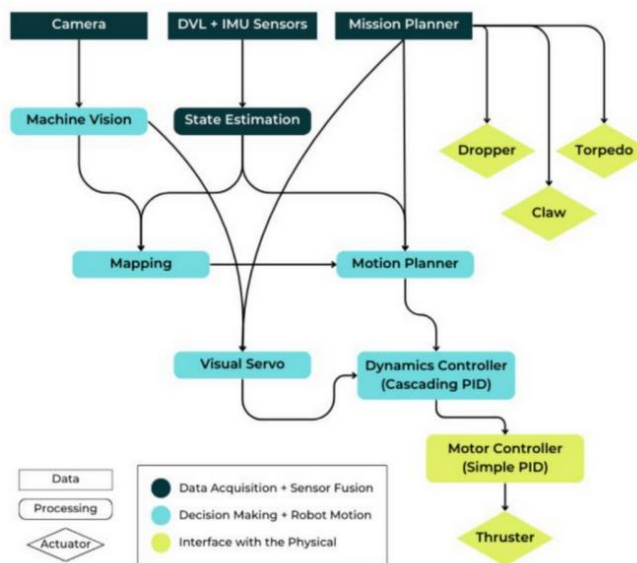 Camera
DVL + IMU Sensors
Mission Planner
Machine Vision
State Estimation
Dropper
Torpedo
Claw
Mapping
Motion Planner
Visual Servo
Dynamics Controller
(Cascading PID)
Motor Controller
(Simple PID)
Thruster
Data
Processing
Actuator
Data Acquisition + Sensor Fusion
Decision Making + Robot Motion
Interface with the Physical